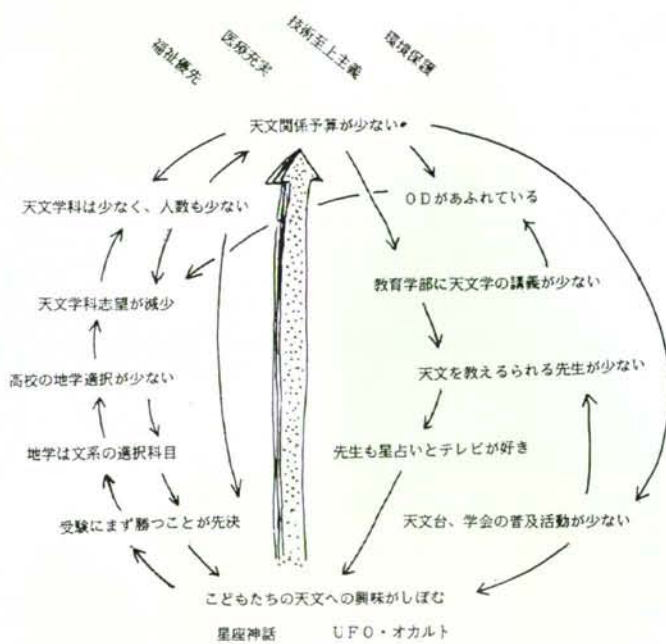 福祉優先
医療充実
技術至上主義
環境保護
天文関係予算が少ない
天文学科は少なく、人数も少ない
ODがあふれている
天文学科志望が減少
教育学部に天文学の講義が少ない
高校の地学選択が少ない
天文を教えるられる先生が少ない
地学は文系の選択科目
先生も星占いとテレビが好き
受験にまず勝つことが先決
天文台、学会の普及活動が少ない
こどもたちの天文への興味がしぼむ
星座神話
UFO・オカルト